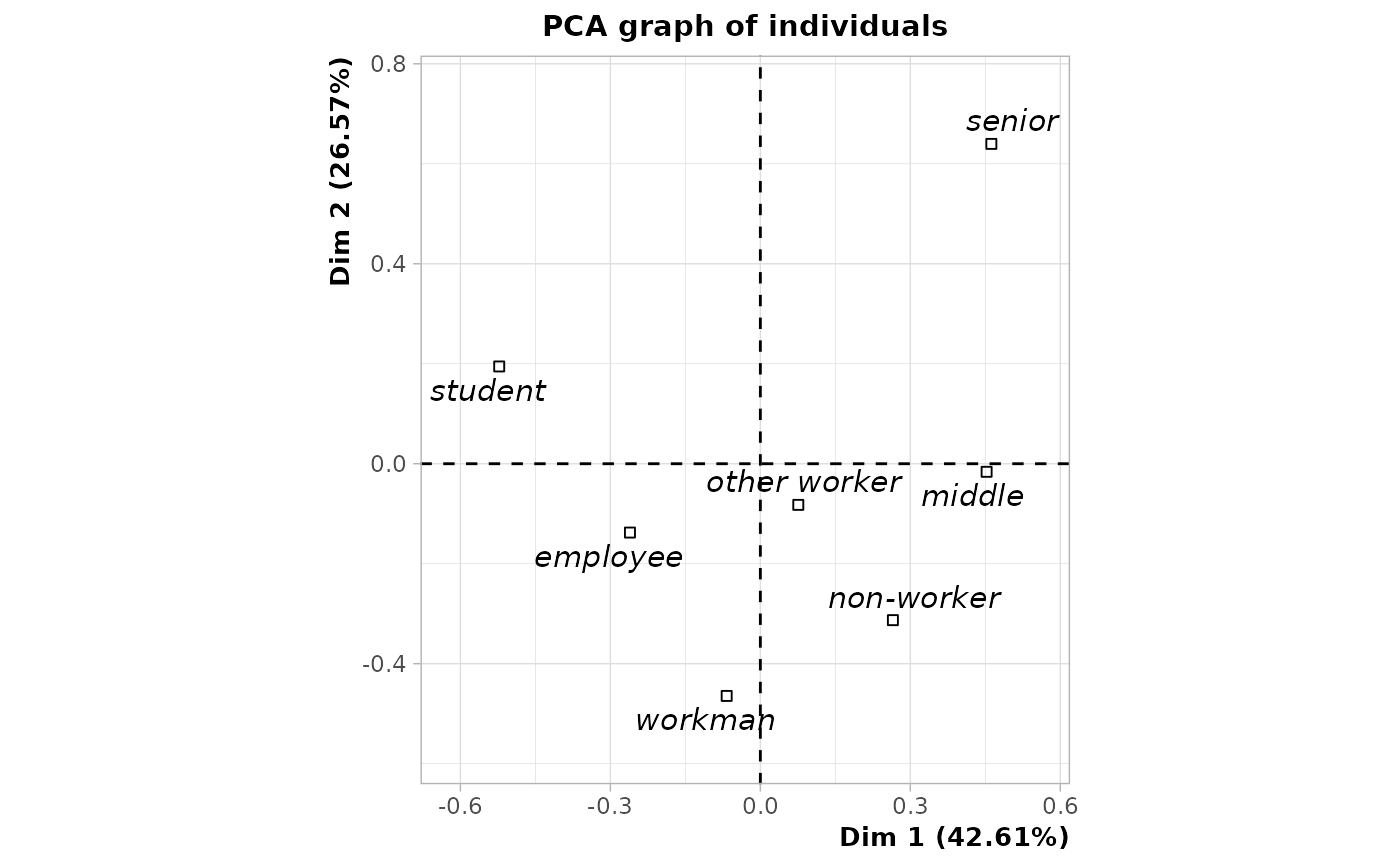 PCA graph of individuals
Dim 2 (26.57%)
0.8
0.4
0.0
-0.4
senior
student
other worker
middle
employee
non-worker
workman
-0.6
-0.3
0.0
0.3
0.6
Dim 1 (42.61%)